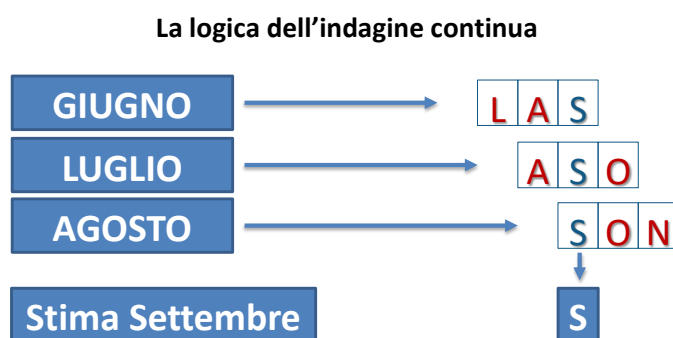 La logica dell'indagine continua
GIUGNO L A S
LUGLIO A S O
AGOSTO S O N
Stima Settembre S